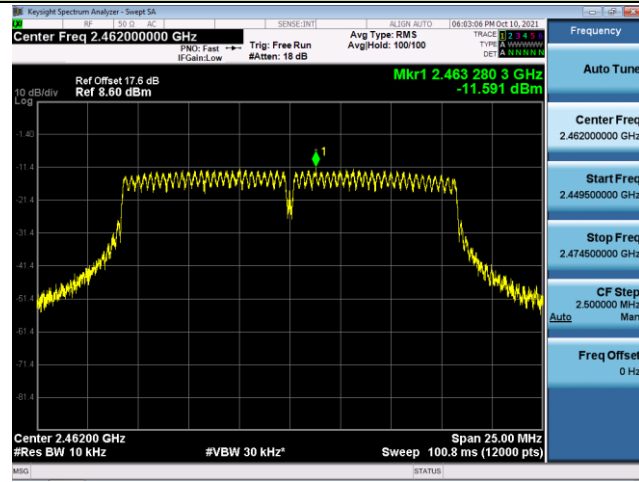 Keysight Spectrum Analyzer - Swept SA
RF 50 Ω AC SENSE:INT ALIGN AUTO 06:03:06 PM Oct 10, 2021
Center Freq 2.462000000 GHz
PNO: Fast
IFGain:Low
Trig: Free Run
#Atten: 18 dB
Avg Type: RMS
Avg|Hold: 100/100
TRACE 1 2 3 4 5 6
TYPE A WWWWW
DET A N N N N N
Frequency
Auto Tune
Center Freq
2.462000000 GHz
Start Freq
2.449500000 GHz
Stop Freq
2.474500000 GHz
CF Step
2.500000 MHz
Auto Man
Freq Offset
0 Hz
Ref Offset 17.6 dB
Ref 8.60 dBm
10 dB/div
Log
Mkr1 2.463 280 3 GHz
-11.591 dBm
1
-1.40
-11.4
-21.4
-31.4
-41.4
-51.4
-61.4
-71.4
-81.4
Center 2.46200 GHz
#Res BW 10 kHz
#VBW 30 kHz*
Span 25.00 MHz
Sweep 100.8 ms (12000 pts)
MSG
STATUS